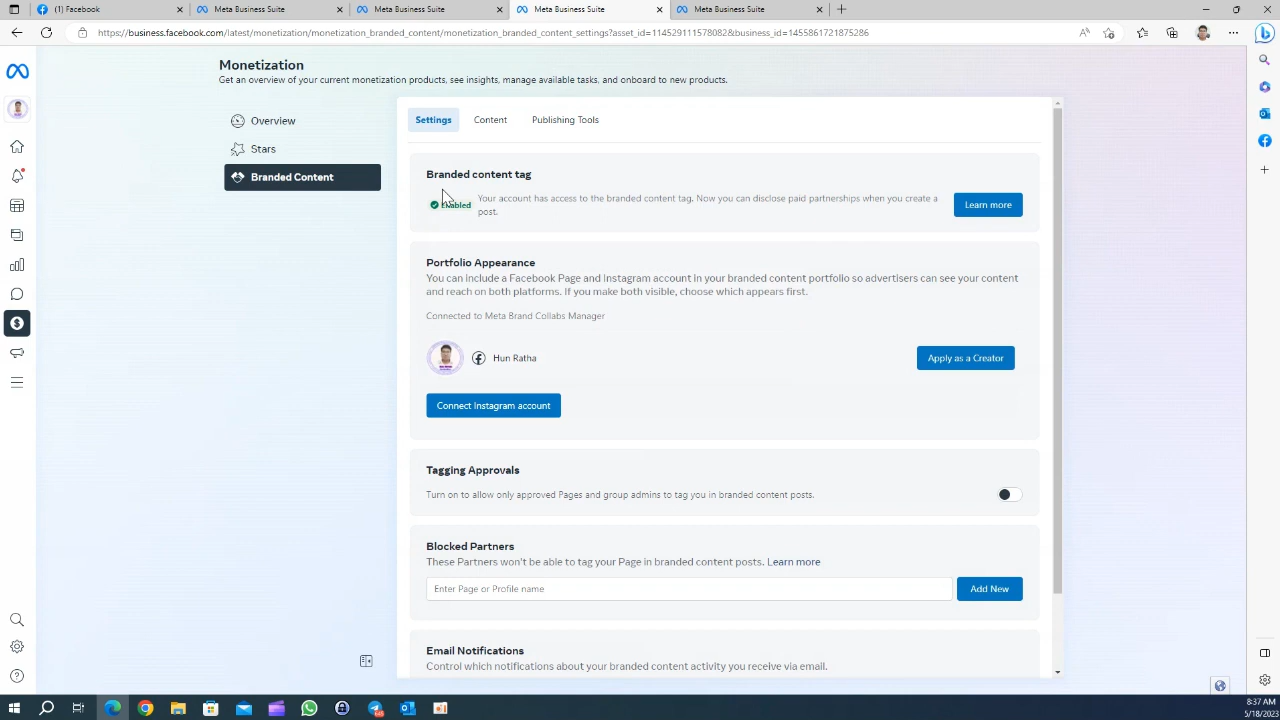 (1) Facebook
Meta Business Suite
Meta Business Suite
Meta Business Suite
Meta Business Suite
https://business.facebook.com/latest/monetization/monetization_branded_content/monetization_branded_content_settings?asset_id=114529111578082&business_id=1455861721875286
Monetization
Get an overview of your current monetization products, see insights, manage available tasks, and onboard to new products.
Overview
Stars
Branded Content
Settings
Content
Publishing Tools
Branded content tag
Enabled
Your account has access to the branded content tag. Now you can disclose paid partnerships when you create a
post.
Learn more
Portfolio Appearance
You can include a Facebook Page and Instagram account in your branded content portfolio so advertisers can see your content
and reach on both platforms. If you make both visible, choose which appears first.
Connected to Meta Brand Collabs Manager
Hun Ratha
Apply as a Creator
Connect Instagram account
Tagging Approvals
Turn on to allow only approved Pages and group admins to tag you in branded content posts.
Blocked Partners
These Partners won't be able to tag your Page in branded content posts. Learn more
Enter Page or Profile name
Add New
Email Notifications
Control which notifications about your branded content activity you receive via email.
8:37 AM
5/18/2023